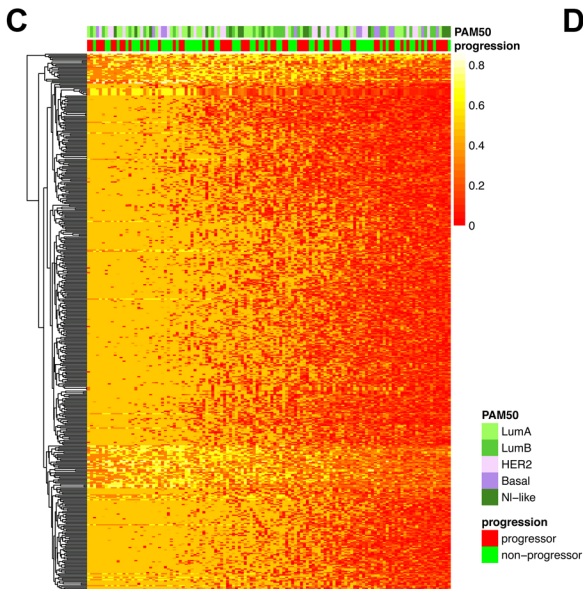 C
D
PAM50
progression
0.8
0.6
0.4
0.2
0
PAM50
LumA
LumB
HER2
Basal
Nl-like
progression
progressor
non-progressor